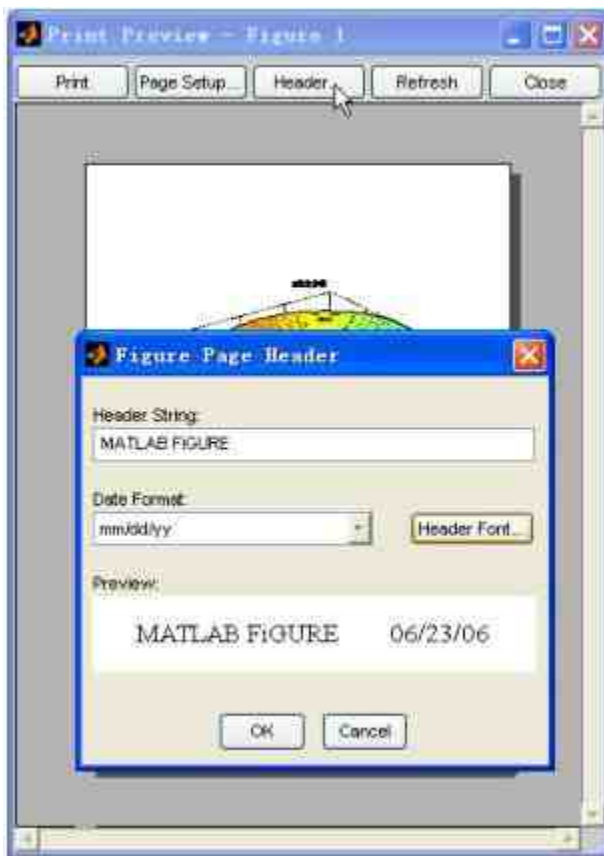 Print Preview - Figure 1
Print Page Setup... Header... Refresh Close
Figure Page Header
Header String:
MATLAB FiGURE
Date Format:
mm/dd/yy Header Font...
Preview:
MATLAB FiGURE 06/23/06
OK Cancel